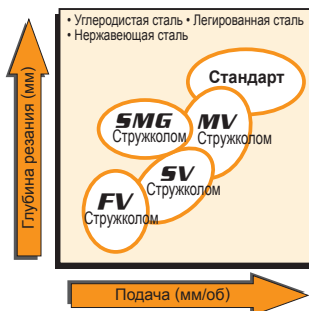 • Углеродистая сталь • Легированная сталь
• Нержавеющая сталь
Стандарт
SMG
Стружколом
MV
Стружколом
SV
Стружколом
FV
Стружколом
Глубина резания (мм)
Подача (мм/об)